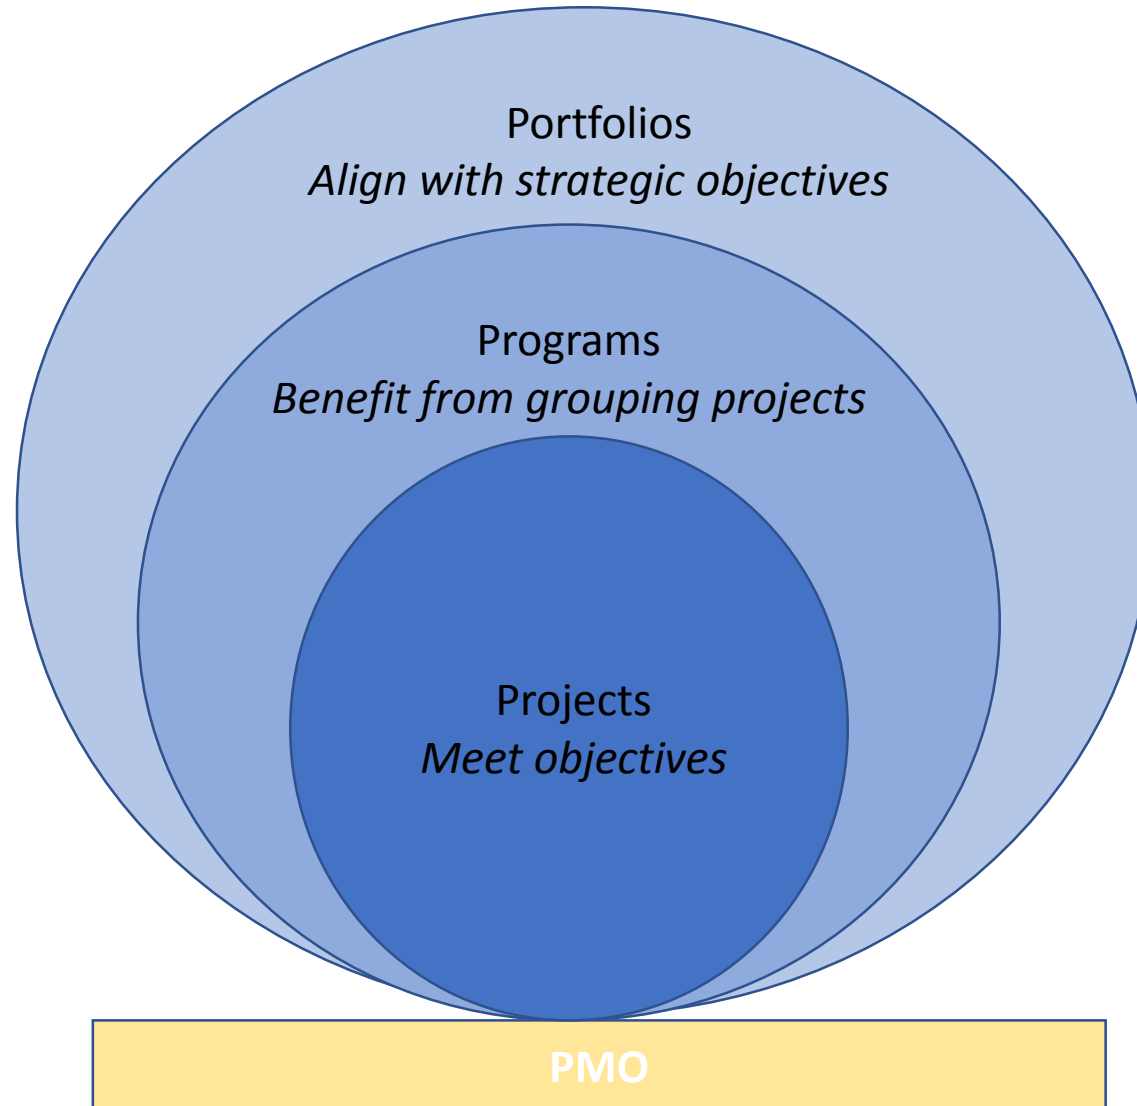 Portfolios
Align with strategic objectives
Programs
Benefit from grouping projects
Projects
Meet objectives
PMO